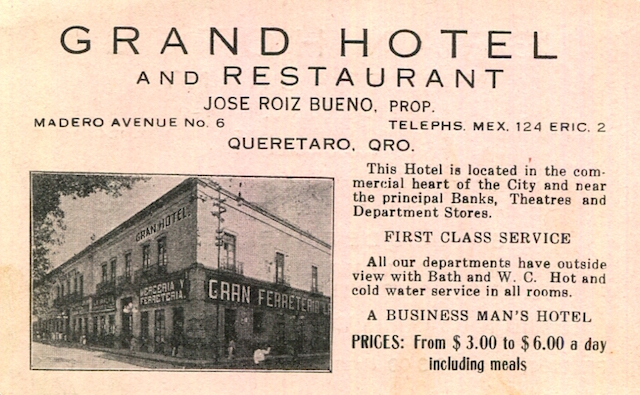 GRAND HOTEL
AND RESTAURANT
JOSE ROIZ BUENO, PROP.
MADERO AVENUE No. 6
TELEPHS. MEX. 124 ERIC. 2
QUERETARO, QRO.
This Hotel is located in the com-
mercial heart of the City and near
the principal Banks, Theatres and
Department Stores.
FIRST CLASS SERVICE
All our departments have outside
view with Bath and W. C. Hot and
cold water service in all rooms.
A BUSINESS MAN'S HOTEL
PRICES: From $ 3.00 to $ 6.00 a day
including meals
GRAN HOTEL.
MERCERIA Y
FERRETERIA.
GRAN FERRETERIA